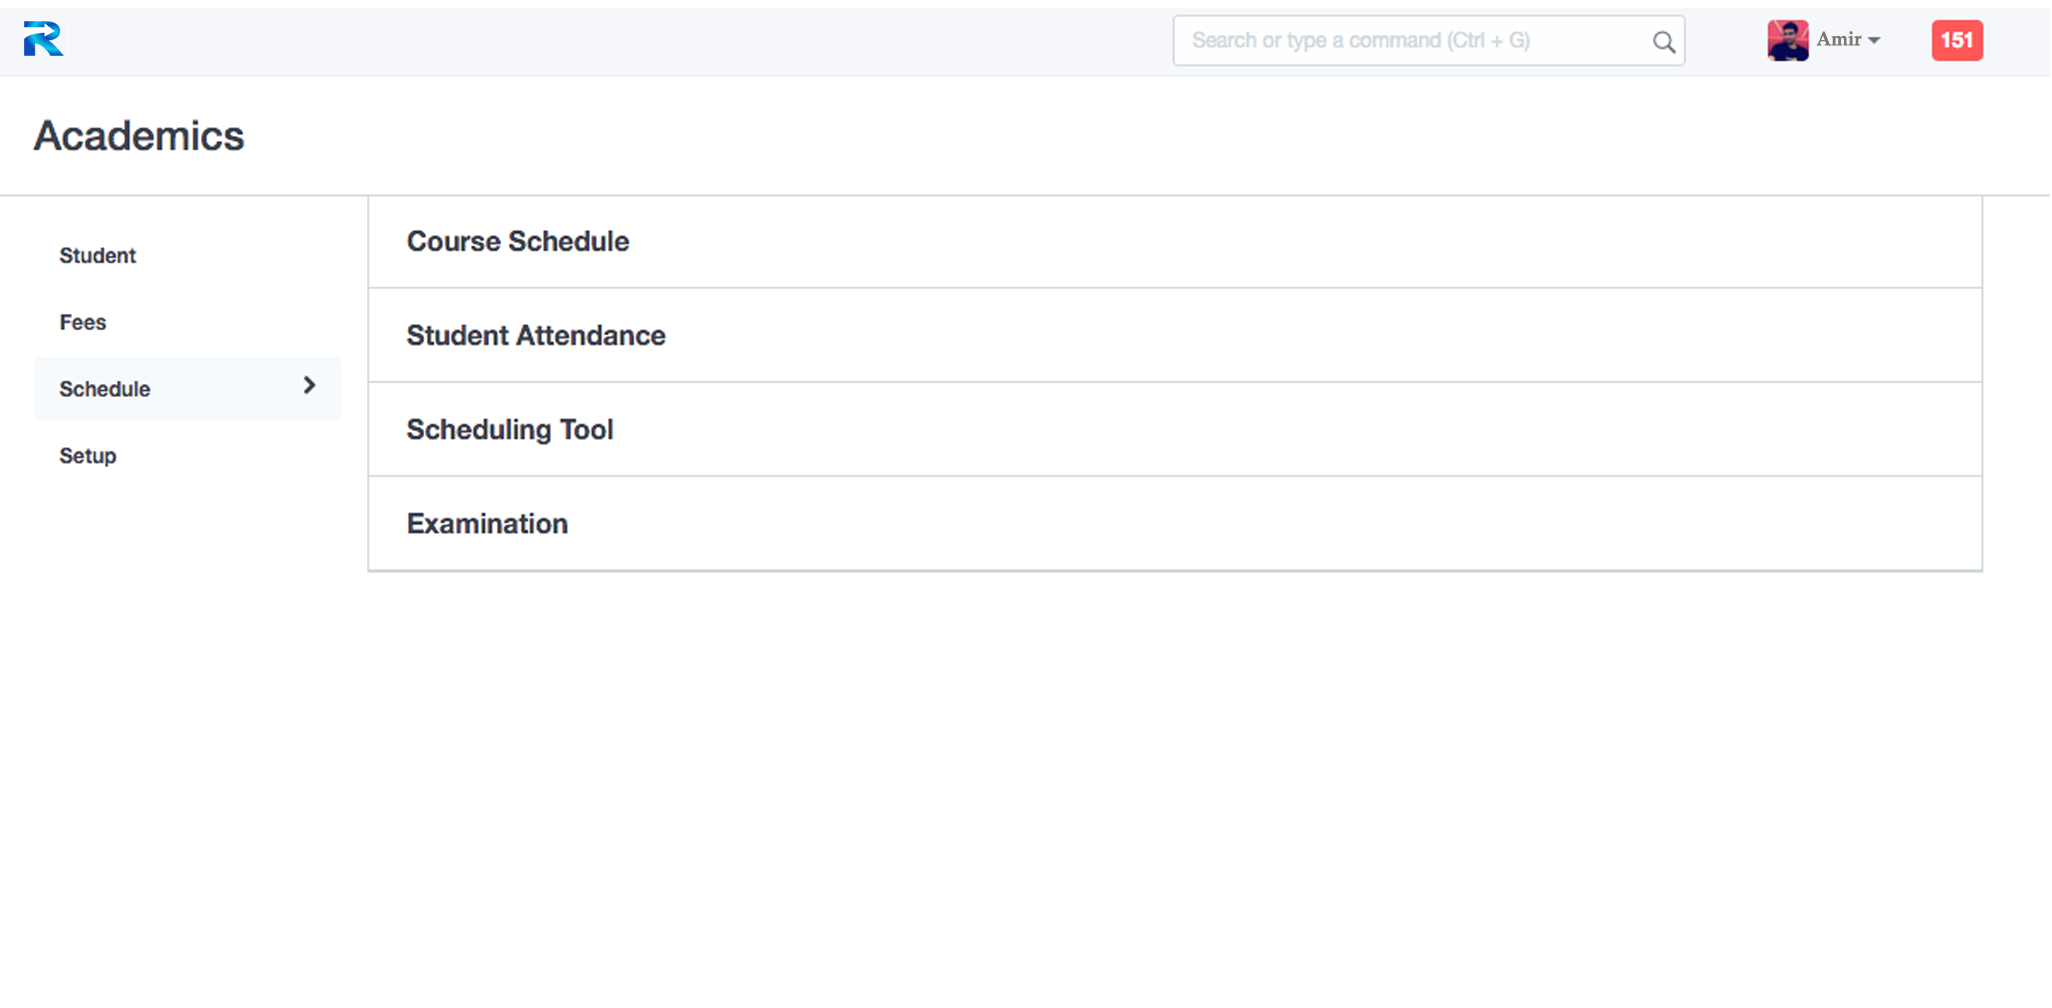 R
Search or type a command (Ctrl + G)
Amir
151
Academics
Student
Fees
Schedule
Setup
Course Schedule
Student Attendance
Scheduling Tool
Examination